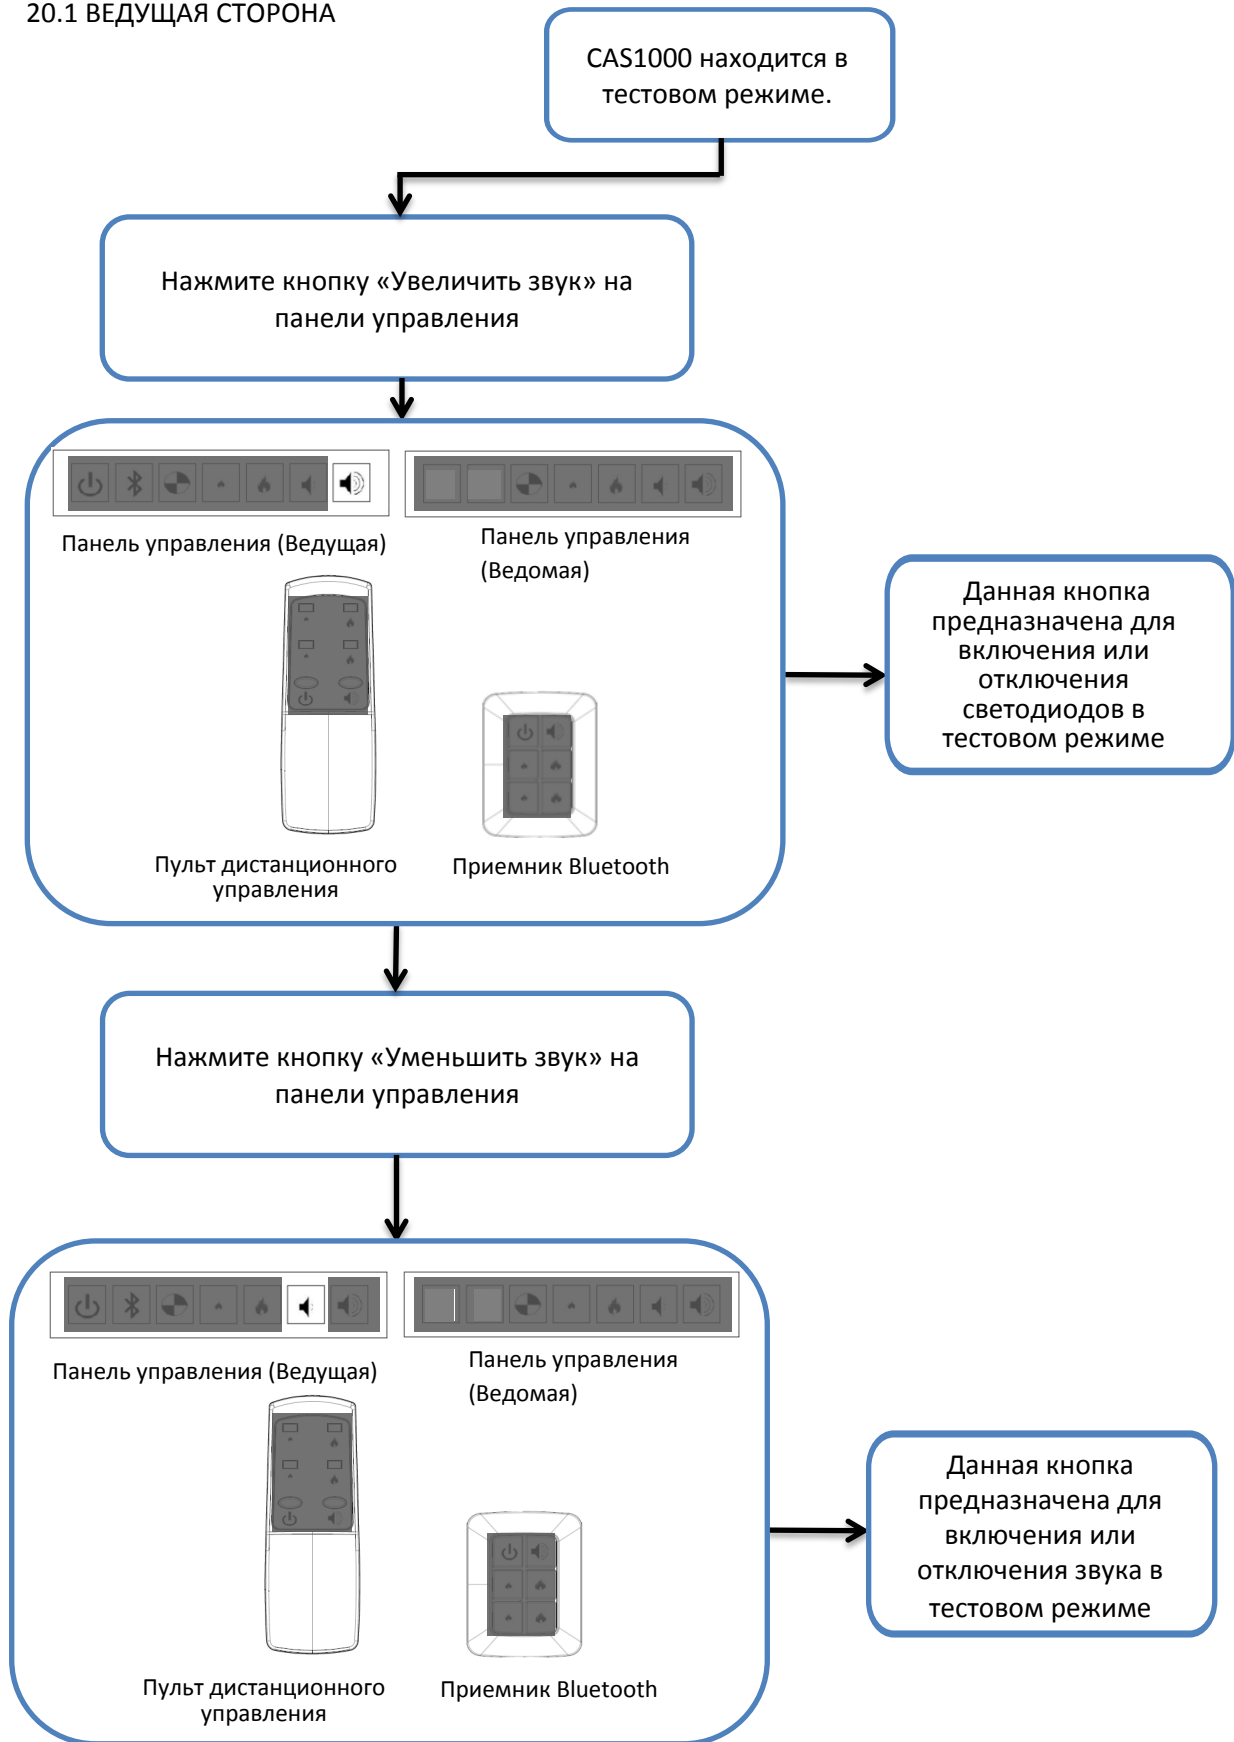 20.1 ВЕДУЩАЯ СТОРОНА
CAS1000 находится в
тестовом режиме.
Нажмите кнопку «Увеличить звук» на
панели управления
Панель управления (Ведущая)
Панель управления
(Ведомая)
Пульт дистанционного
управления
Приемник Bluetooth
Данная кнопка
предназначена для
включения или
отключения
светодиодов в
тестовом режиме
Нажмите кнопку «Уменьшить звук» на
панели управления
Панель управления (Ведущая)
Панель управления
(Ведомая)
Пульт дистанционного
управления
Приемник Bluetooth
Данная кнопка
предназначена для
включения или
отключения звука в
тестовом режиме